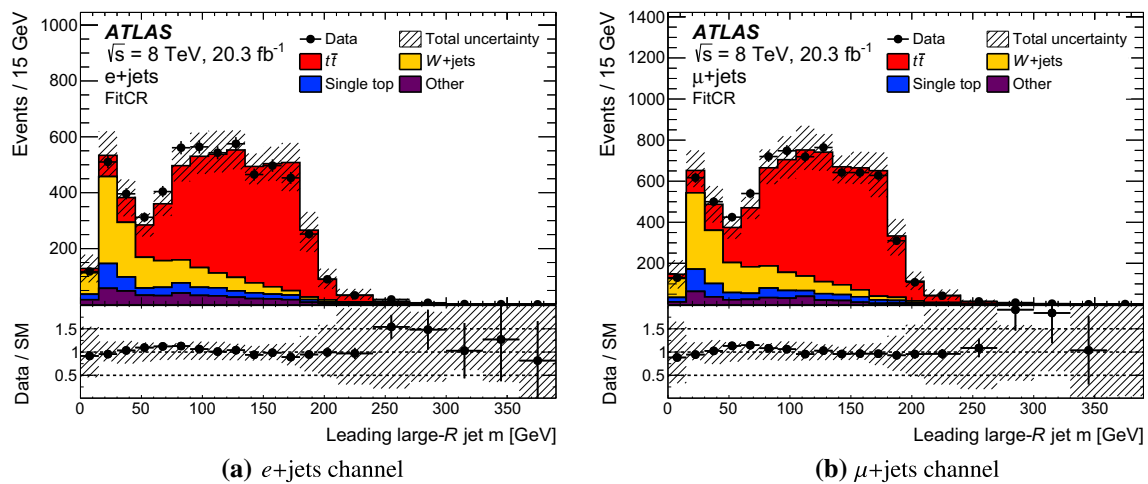 ATLAS
√s = 8 TeV, 20.3 fb⁻¹
e+jets
FitCR
Data
Total uncertainty
tt̄
W+jets
Single top
Other
Events / 15 GeV
1000
800
600
400
200
Data / SM
1.5
1
0.5
0 50 100 150 200 250 300 350
Leading large-R jet m [GeV]
(a) e+jets channel
ATLAS
√s = 8 TeV, 20.3 fb⁻¹
μ+jets
FitCR
Data
Total uncertainty
tt̄
W+jets
Single top
Other
Events / 15 GeV
1400
1200
1000
800
600
400
200
Data / SM
1.5
1
0.5
0 50 100 150 200 250 300 350
Leading large-R jet m [GeV]
(b) μ+jets channel